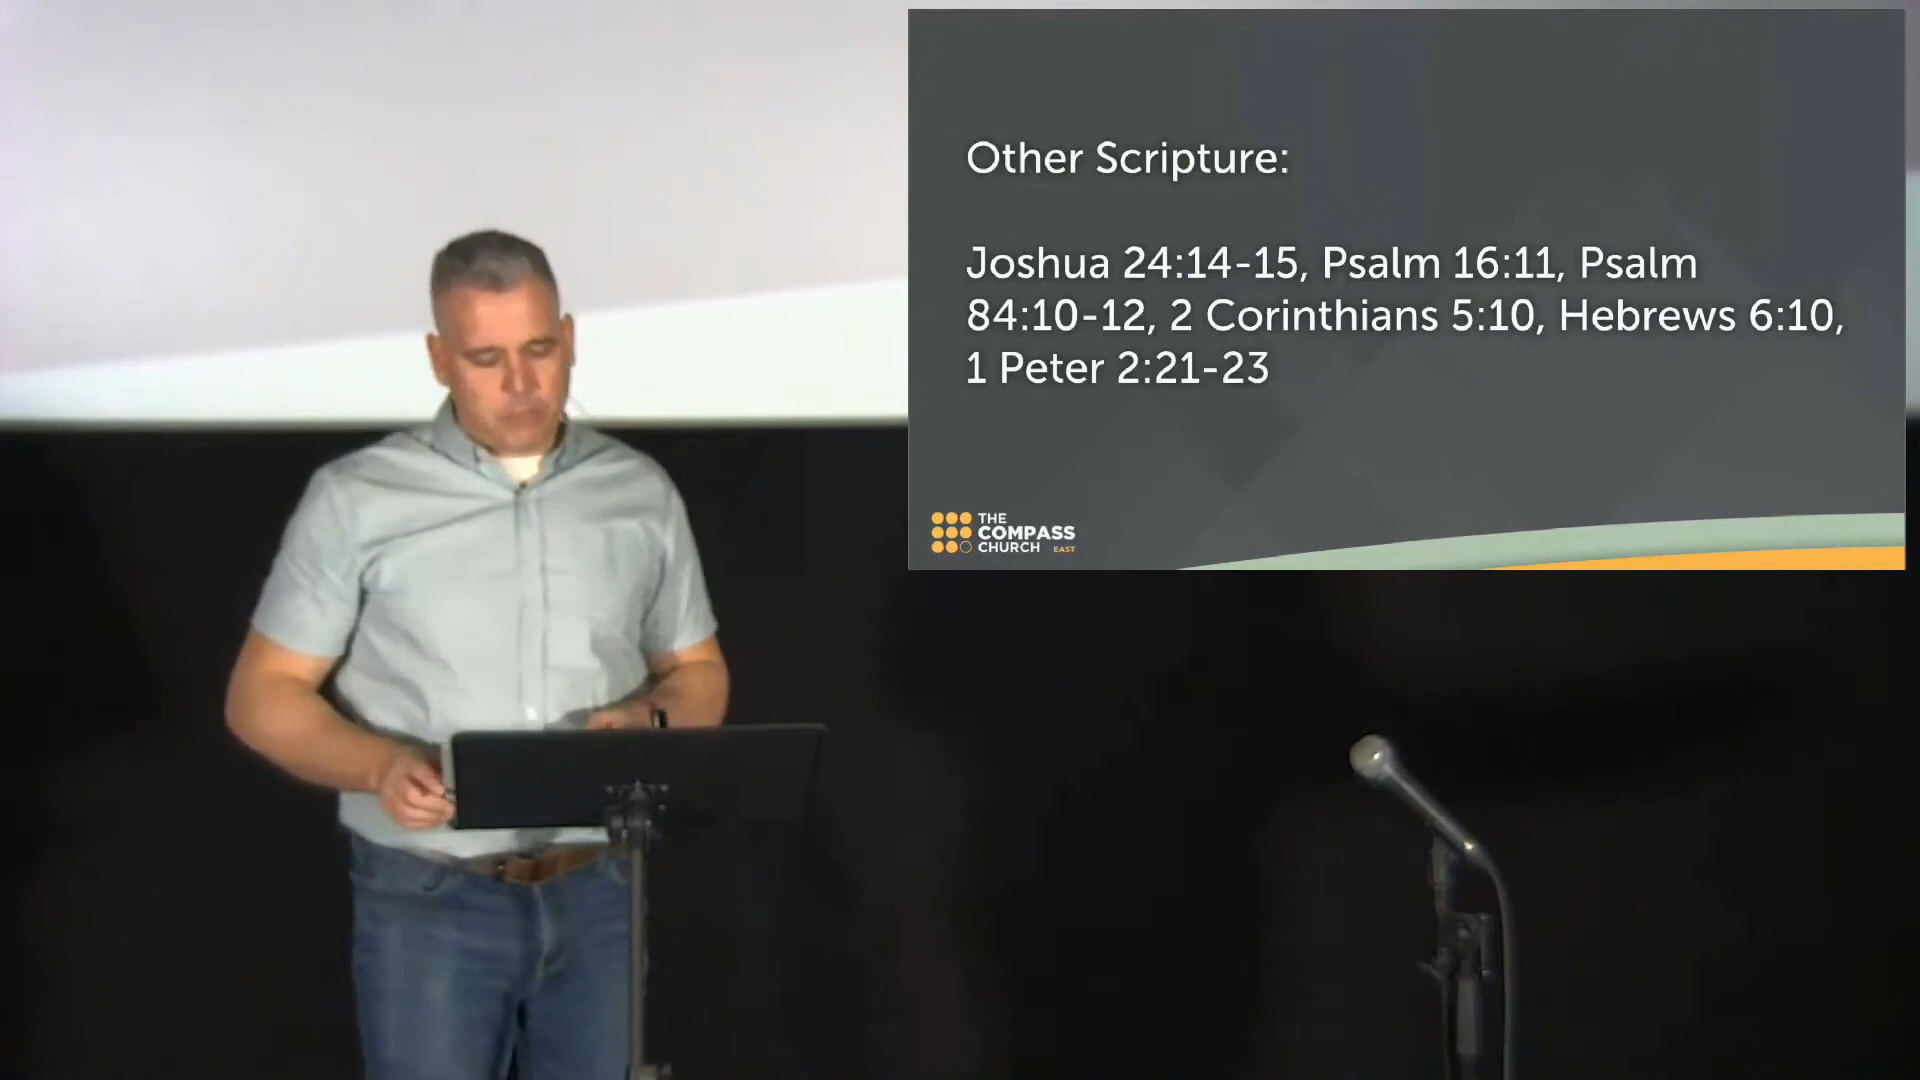 Other Scripture:
Joshua 24:14-15, Psalm 16:11, Psalm
84:10-12, 2 Corinthians 5:10, Hebrews 6:10,
1 Peter 2:21-23
THE
COMPASS
CHURCH EAST